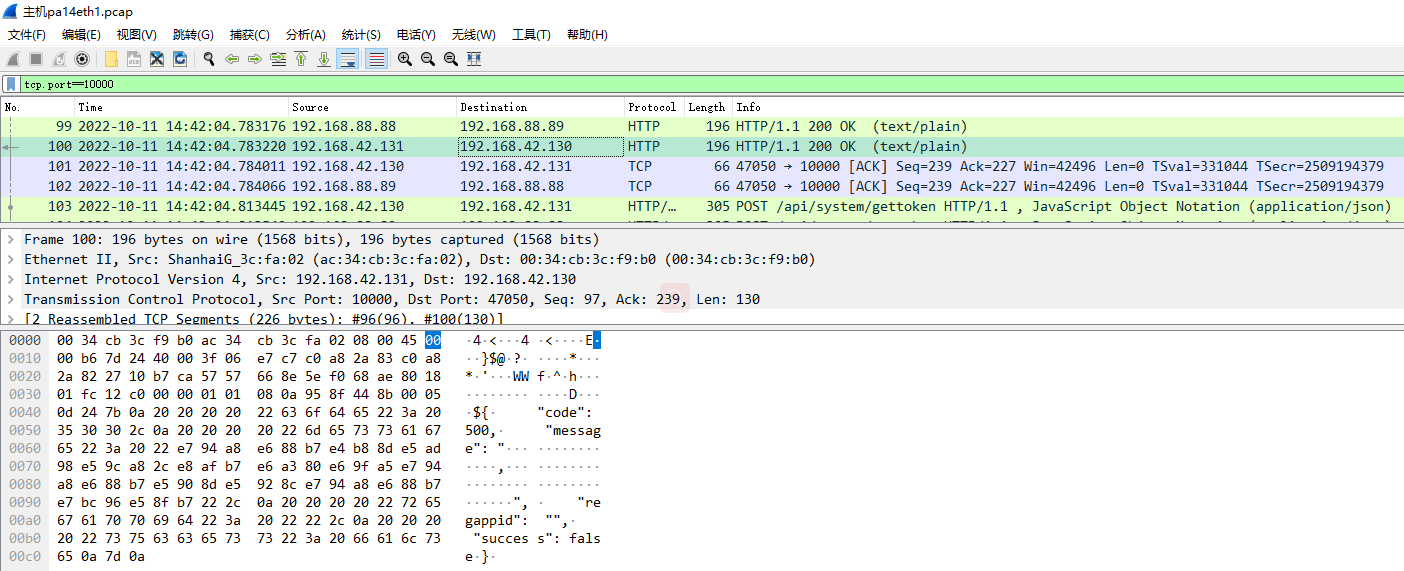 主机pa14eth1.pcap
文件(F) 编辑(E) 视图(V) 跳转(G) 捕获(C) 分析(A) 统计(S) 电话(Y) 无线(W) 工具(T) 帮助(H)
tcp.port==10000
No. Time Source Destination Protocol Length Info
99 2022-10-11 14:42:04.783176 192.168.88.88 192.168.88.89 HTTP 196 HTTP/1.1 200 OK (text/plain)
100 2022-10-11 14:42:04.783220 192.168.42.131 192.168.42.130 HTTP 196 HTTP/1.1 200 OK (text/plain)
101 2022-10-11 14:42:04.784011 192.168.42.130 192.168.42.131 TCP 66 47050 → 10000 [ACK] Seq=239 Ack=227 Win=42496 Len=0 TSval=331044 TSecr=2509194379
102 2022-10-11 14:42:04.784066 192.168.88.89 192.168.88.88 TCP 66 47050 → 10000 [ACK] Seq=239 Ack=227 Win=42496 Len=0 TSval=331044 TSecr=2509194379
103 2022-10-11 14:42:04.813445 192.168.42.130 192.168.42.131 HTTP/… 305 POST /api/system/gettoken HTTP/1.1 , JavaScript Object Notation (application/json)
Frame 100: 196 bytes on wire (1568 bits), 196 bytes captured (1568 bits)
Ethernet II, Src: ShanhaiG_3c:fa:02 (ac:34:cb:3c:fa:02), Dst: 00:34:cb:3c:f9:b0 (00:34:cb:3c:f9:b0)
Internet Protocol Version 4, Src: 192.168.42.131, Dst: 192.168.42.130
Transmission Control Protocol, Src Port: 10000, Dst Port: 47050, Seq: 97, Ack: 239, Len: 130
[2 Reassembled TCP Segments (226 bytes): #96(96), #100(130)]
0000 00 34 cb 3c f9 b0 ac 34 cb 3c fa 02 08 00 45 00 ·4·<···4·<····E·
0010 00 b6 7d 24 40 00 3f 06 e7 c7 c0 a8 2a 83 c0 a8 ··}$@·?·····*···
0020 2a 82 27 10 b7 ca 57 57 66 8e 5e f0 68 ae 80 18 *·'···WWf·^·h···
0030 01 fc 12 c0 00 00 01 01 08 0a 95 8f 44 8b 00 05 ············D···
0040 0d 24 7b 0a 20 20 20 20 22 63 6f 64 65 22 3a 20 ·${·    "code":
0050 35 30 30 2c 0a 20 20 20 20 22 6d 65 73 73 61 67 500,·    "messag
0060 65 22 3a 20 22 e7 94 a8 e6 88 b7 e4 b8 8d e5 ad e": "···········
0070 98 e5 9c a8 2c e8 af b7 e6 a3 80 e6 9f a5 e7 94 ····,···········
0080 a8 e6 88 b7 e5 90 8d e5 92 8c e7 94 a8 e6 88 b7 ················
0090 e7 bc 96 e5 8f b7 22 2c 0a 20 20 20 20 22 72 65 ······",·    "re
00a0 67 61 70 70 69 64 22 3a 20 22 22 2c 0a 20 20 20 gappid": "",·
00b0 20 22 73 75 63 63 65 73 73 22 3a 20 66 61 6c 73 "success": fals
00c0 65 0a 7d 0a e·}·